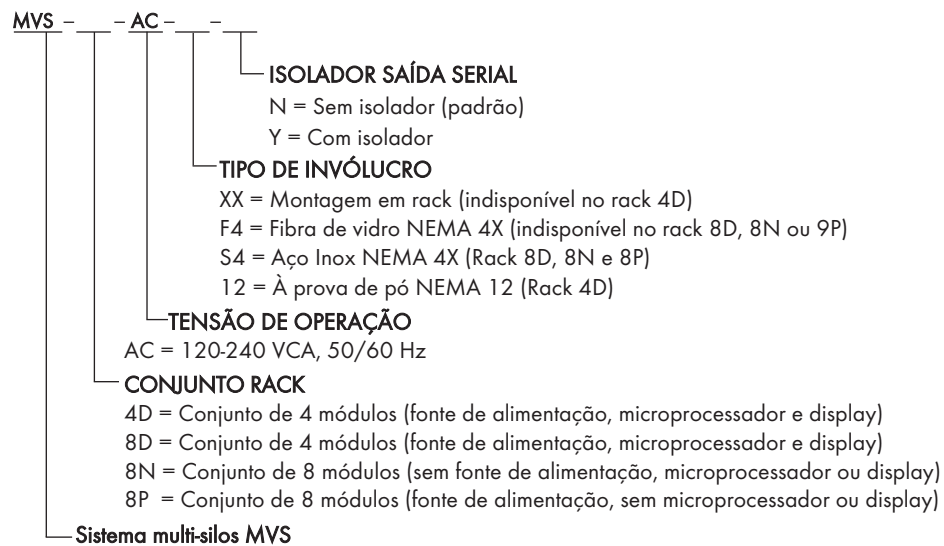 MVS – – AC – –
ISOLADOR SAÍDA SERIAL
N = Sem isolador (padrão)
Y = Com isolador
TIPO DE INVÓLUCRO
XX = Montagem em rack (indisponível no rack 4D)
F4 = Fibra de vidro NEMA 4X (indisponível no rack 8D, 8N ou 9P)
S4 = Aço Inox NEMA 4X (Rack 8D, 8N e 8P)
12 = À prova de pó NEMA 12 (Rack 4D)
TENSÃO DE OPERAÇÃO
AC = 120-240 VCA, 50/60 Hz
CONJUNTO RACK
4D = Conjunto de 4 módulos (fonte de alimentação, microprocessador e display)
8D = Conjunto de 4 módulos (fonte de alimentação, microprocessador e display)
8N = Conjunto de 8 módulos (sem fonte de alimentação, microprocessador ou display)
8P = Conjunto de 8 módulos (fonte de alimentação, sem microprocessador ou display)
Sistema multi-silos MVS